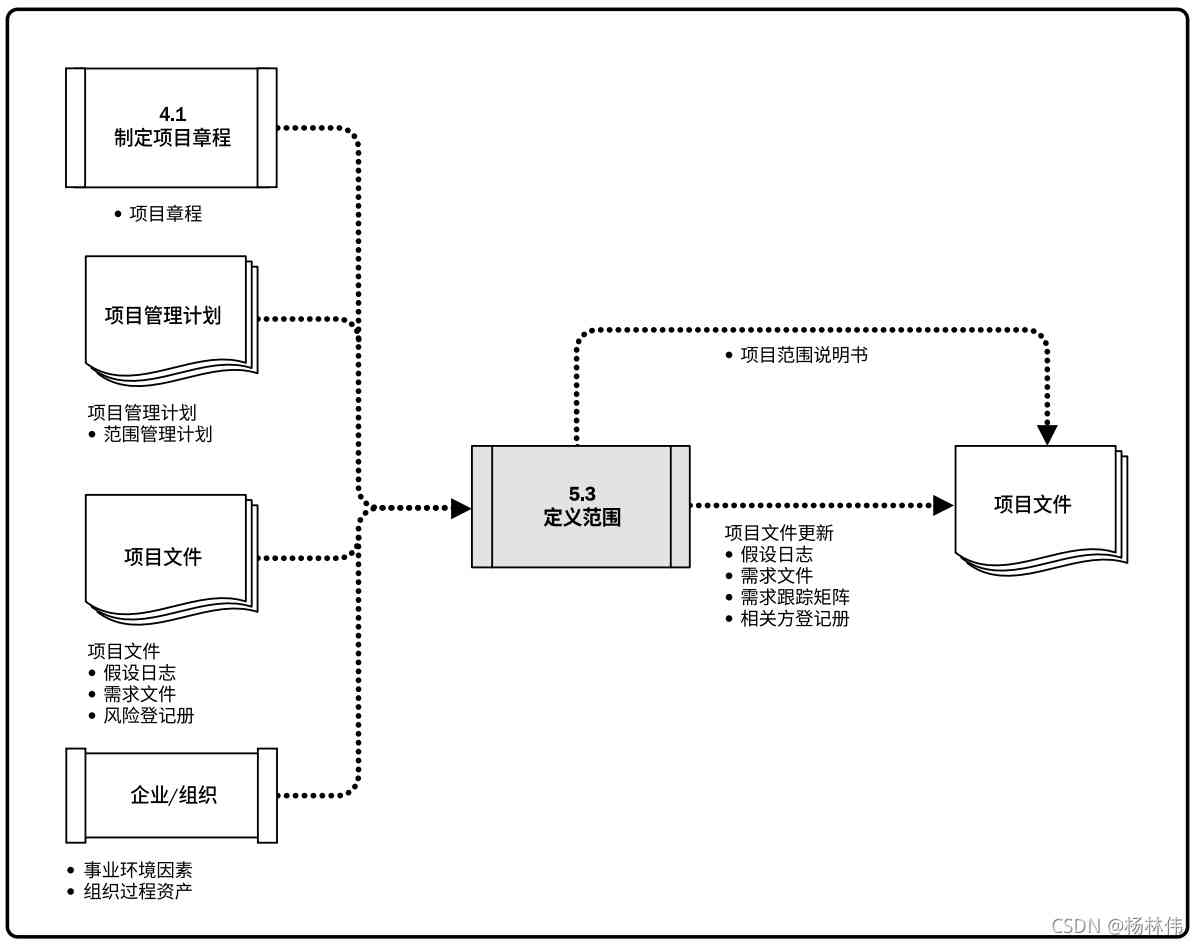 4.1
制定项目章程
• 项目章程
项目管理计划
项目管理计划
• 范围管理计划
项目文件
项目文件
• 假设日志
• 需求文件
• 风险登记册
企业/组织
• 事业环境因素
• 组织过程资产
5.3
定义范围
• 项目范围说明书
项目文件更新
• 假设日志
• 需求文件
• 需求跟踪矩阵
• 相关方登记册
项目文件
CSDN @杨林伟